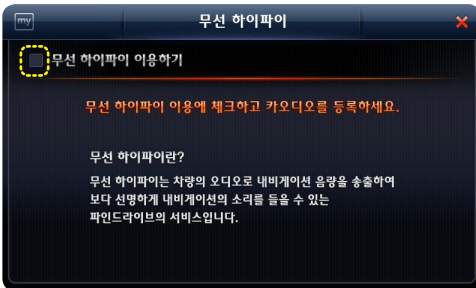 my
무선 하이파이
무선 하이파이 이용하기
무선 하이파이 이용에 체크하고 카오디오를 등록하세요.
무선 하이파이란?
무선 하이파이는 차량의 오디오로 내비게이션 음량을 송출하여
보다 선명하게 내비게이션의 소리를 들을 수 있는
파인드라이브의 서비스입니다.